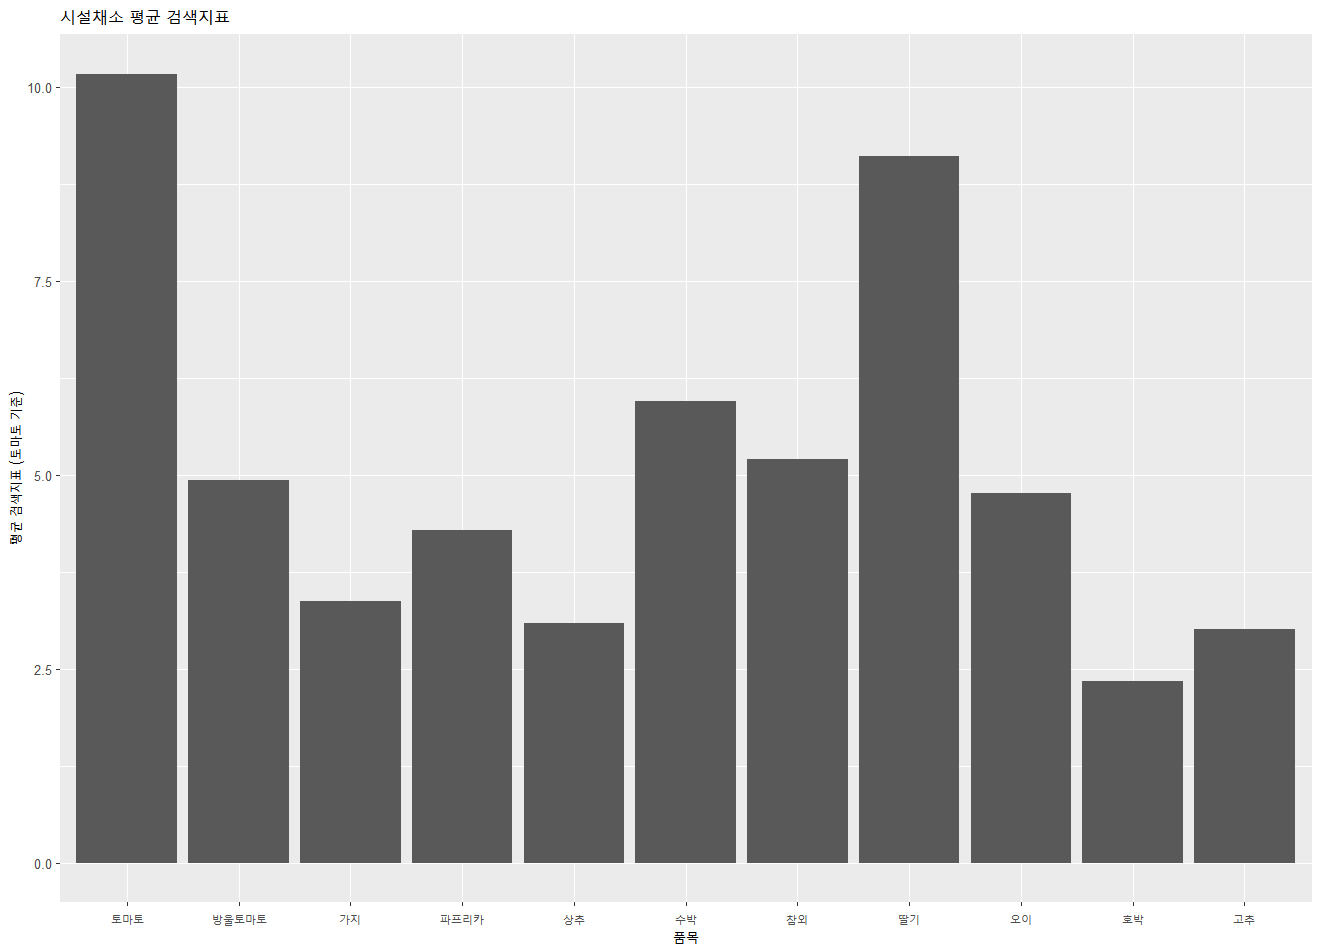 시설채소 평균 검색지표
평균 검색지표 (토마토 기준)
10.0
7.5
5.0
2.5
0.0
토마토 방울토마토 가지 파프리카 상추 수박 참외 딸기 오이 호박 고추
품목